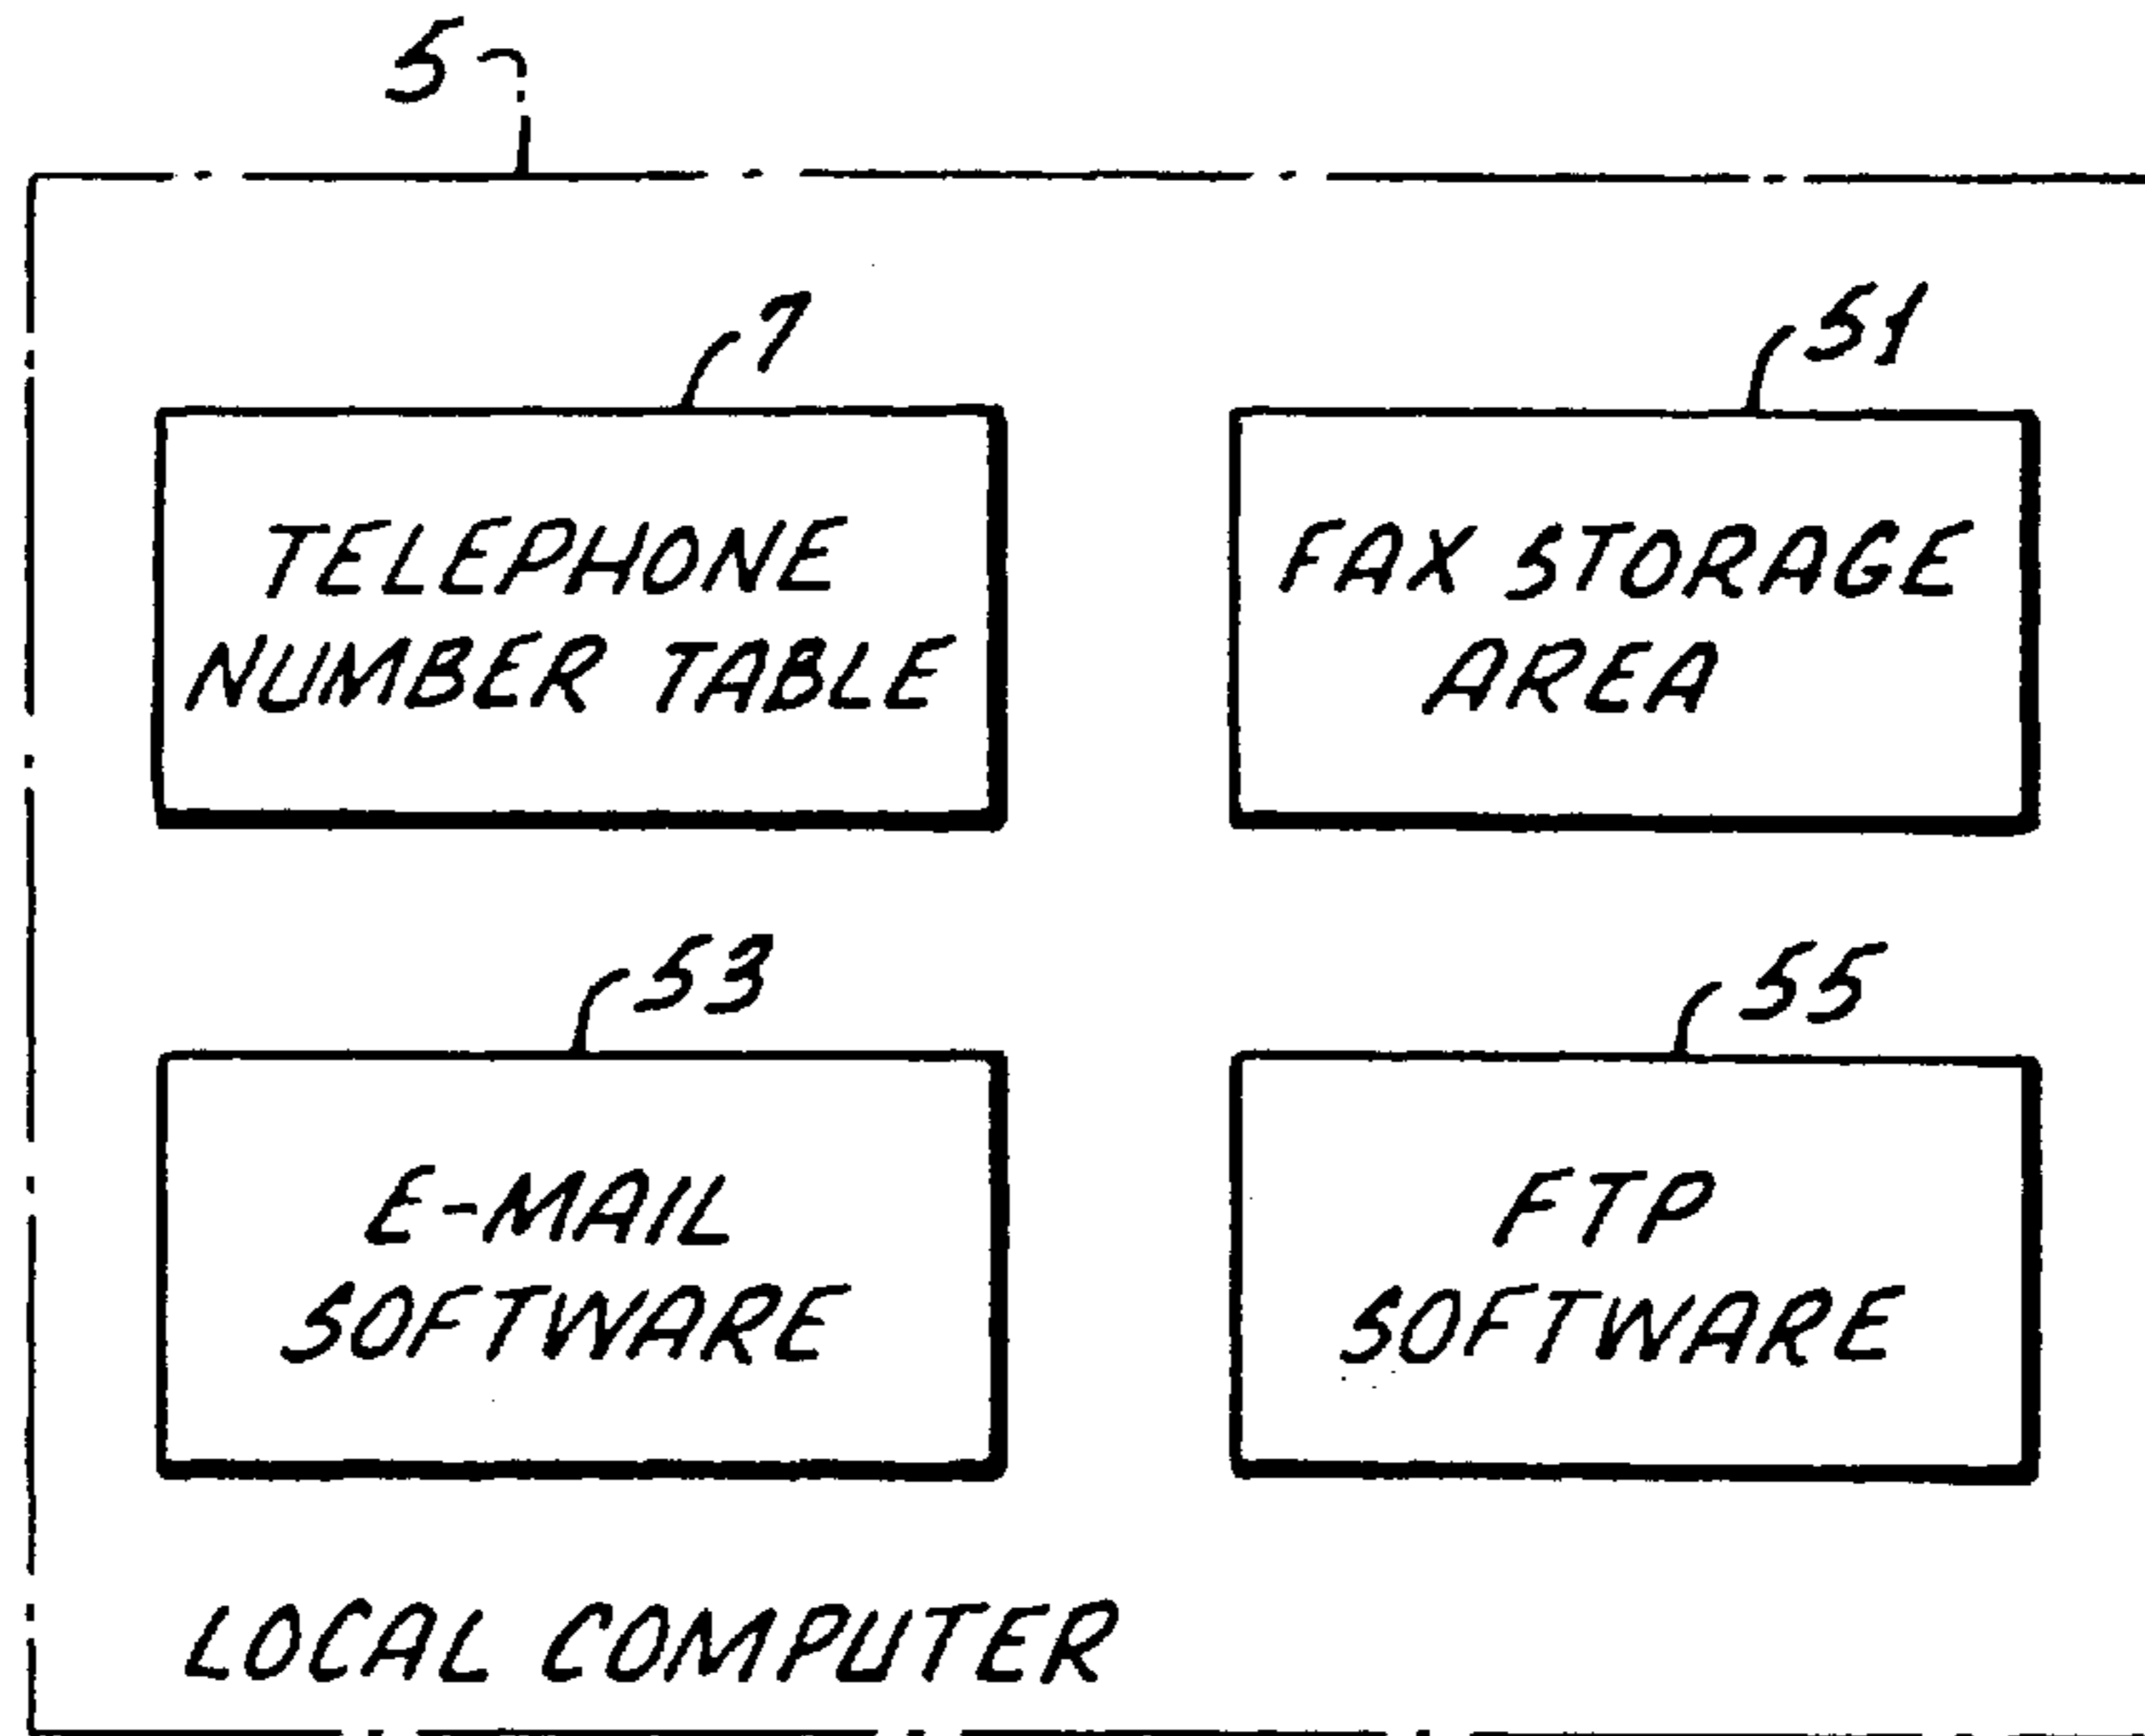 5
7
51
TELEPHONE
NUMBER TABLE
FAX STORAGE
AREA
53
55
E-MAIL
SOFTWARE
FTP
SOFTWARE
LOCAL COMPUTER